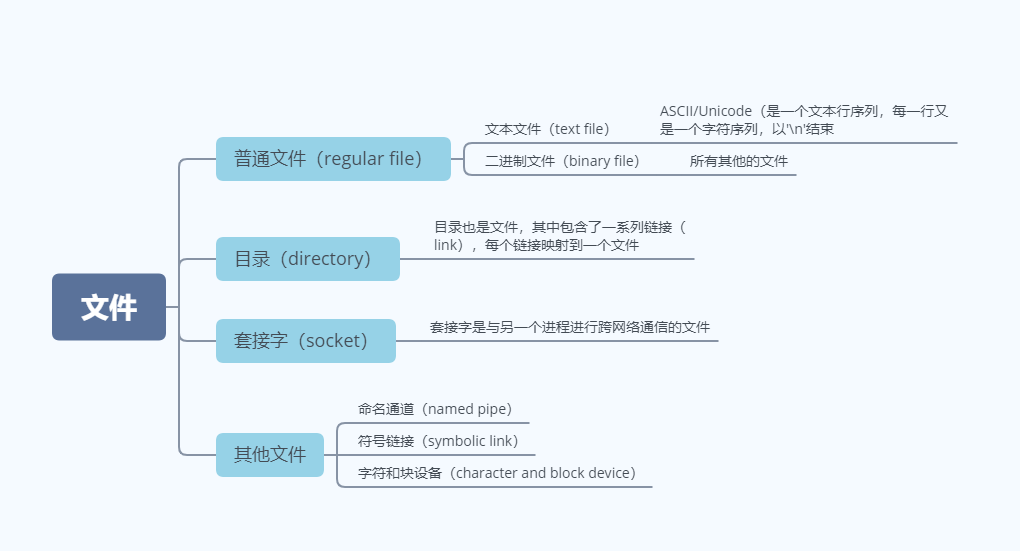 文件
普通文件（regular file）
文本文件（text file）
ASCII/Unicode（是一个文本行序列，每一行又
是一个字符序列，以'\n'结束
二进制文件（binary file）
所有其他的文件
目录（directory）
目录也是文件，其中包含了一系列链接（
link），每个链接映射到一个文件
套接字（socket）
套接字是与另一个进程进行跨网络通信的文件
其他文件
命名通道（named pipe）
符号链接（symbolic link）
字符和块设备（character and block device）